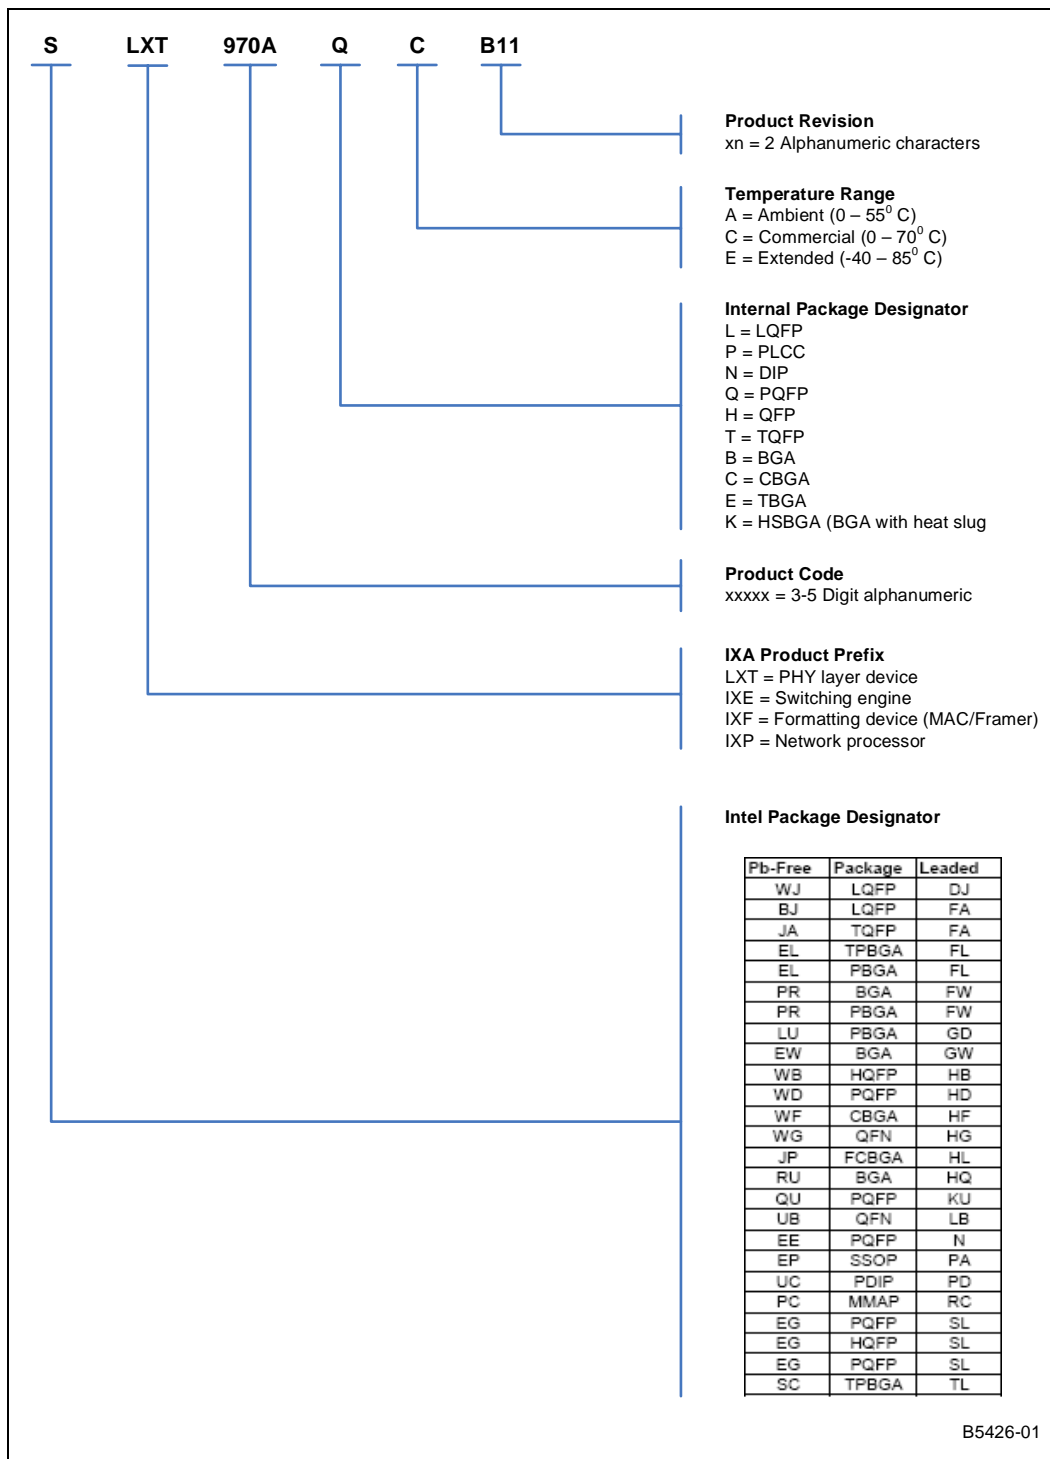 S LXT 970A Q C B11
Product Revision
xn = 2 Alphanumeric characters
Temperature Range
A = Ambient (0 – 55⁰ C)
C = Commercial (0 – 70⁰ C)
E = Extended (-40 – 85⁰ C)
Internal Package Designator
L = LQFP
P = PLCC
N = DIP
Q = PQFP
H = QFP
T = TQFP
B = BGA
C = CBGA
E = TBGA
K = HSBGA (BGA with heat slug
Product Code
xxxxx = 3-5 Digit alphanumeric
IXA Product Prefix
LXT = PHY layer device
IXE = Switching engine
IXF = Formatting device (MAC/Framer)
IXP = Network processor
Intel Package Designator
Pb-Free Package Leaded
WJ LQFP DJ
BJ LQFP FA
JA TQFP FA
EL TPBGA FL
EL PBGA FL
PR BGA FW
PR PBGA FW
LU PBGA GD
EW BGA GW
WB HQFP HB
WD PQFP HD
WF CBGA HF
WG QFN HG
JP FCBGA HL
RU BGA HQ
QU PQFP KU
UB QFN LB
EE PQFP N
EP SSOP PA
UC PDIP PD
PC MMAP RC
EG PQFP SL
EG HQFP SL
EG PQFP SL
SC TPBGA TL
B5426-01